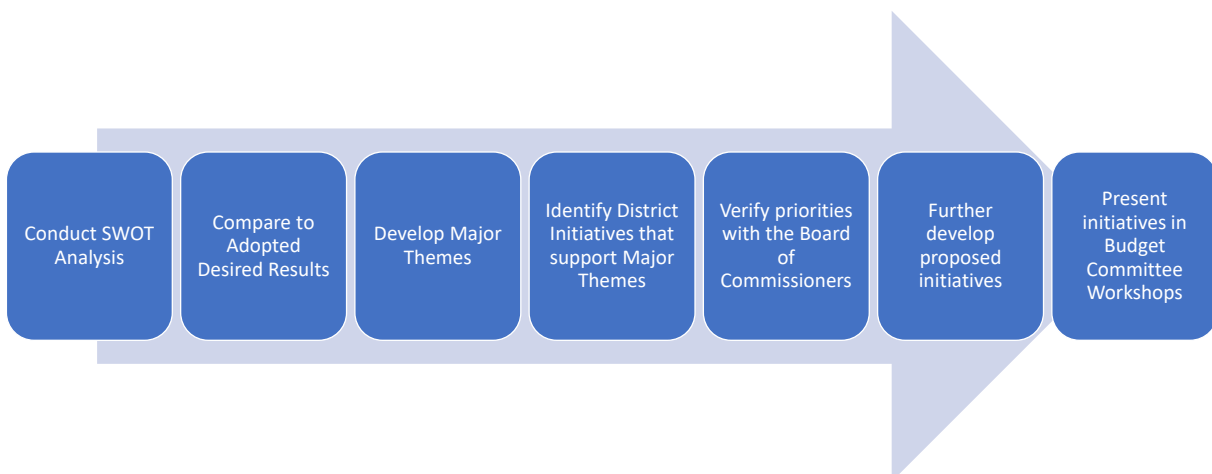 Conduct SWOT
Analysis
Compare to
Adopted
Desired Results
Develop Major
Themes
Identify District
Initiatives that
support Major
Themes
Verify priorities
with the Board
of
Commissioners
Further
develop
proposed
initiatives
Present
initiatives in
Budget
Committee
Workshops